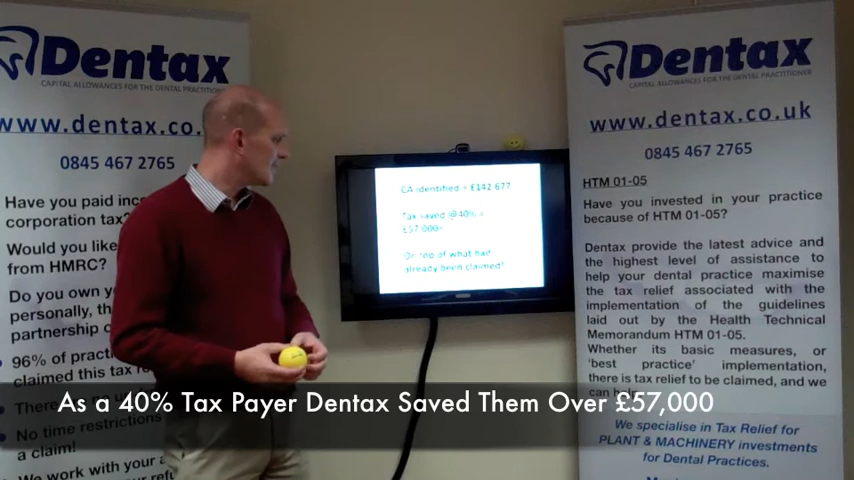 Dentax
CAPITAL ALLOWANCES FOR THE DENTAL PRACTITIONER
www.dentax.co.
0845 467 2765
Have you paid inc
corporation tax?
Would you like
from HMRC?
Do you own y
personally, th
partnership o
96% of practi
claimed this tax re
There
No time restrictions
a claim!
We work with your a
CA identified = £142 677
Tax saved @40% =
£57 000+
On top of what had
already been claimed!
Dentax
CAPITAL ALLOWANCES FOR THE DENTAL PRACTITIONER
www.dentax.co.uk
0845 467 2765
HTM 01-05
Have you invested in your practice
because of HTM 01-05?
Dentax provide the latest advice and
the highest level of assistance to
help your dental practice maximise
the tax relief associated with the
implementation of the guidelines
laid out by the Health Technical
Memorandum HTM 01-05.
Whether its basic measures, or
'best practice' implementation,
there is tax relief to be claimed, and we
can help.
We specialise in Tax Relief for
PLANT & MACHINERY investments
for Dental Practices.
As a 40% Tax Payer Dentax Saved Them Over £57,000